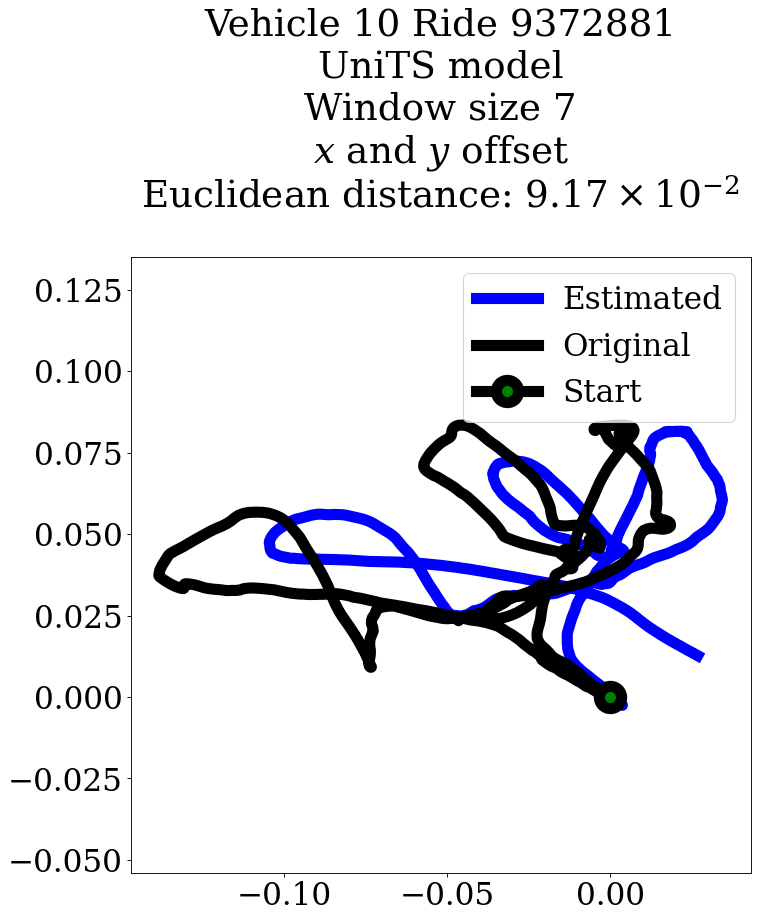 Vehicle 10 Ride 9372881
UniTS model
Window size 7
x and y offset
Euclidean distance: 9.17 × 10⁻²
Estimated
Original
Start
0.125
0.100
0.075
0.050
0.025
0.000
−0.025
−0.050
−0.10 −0.05 0.00